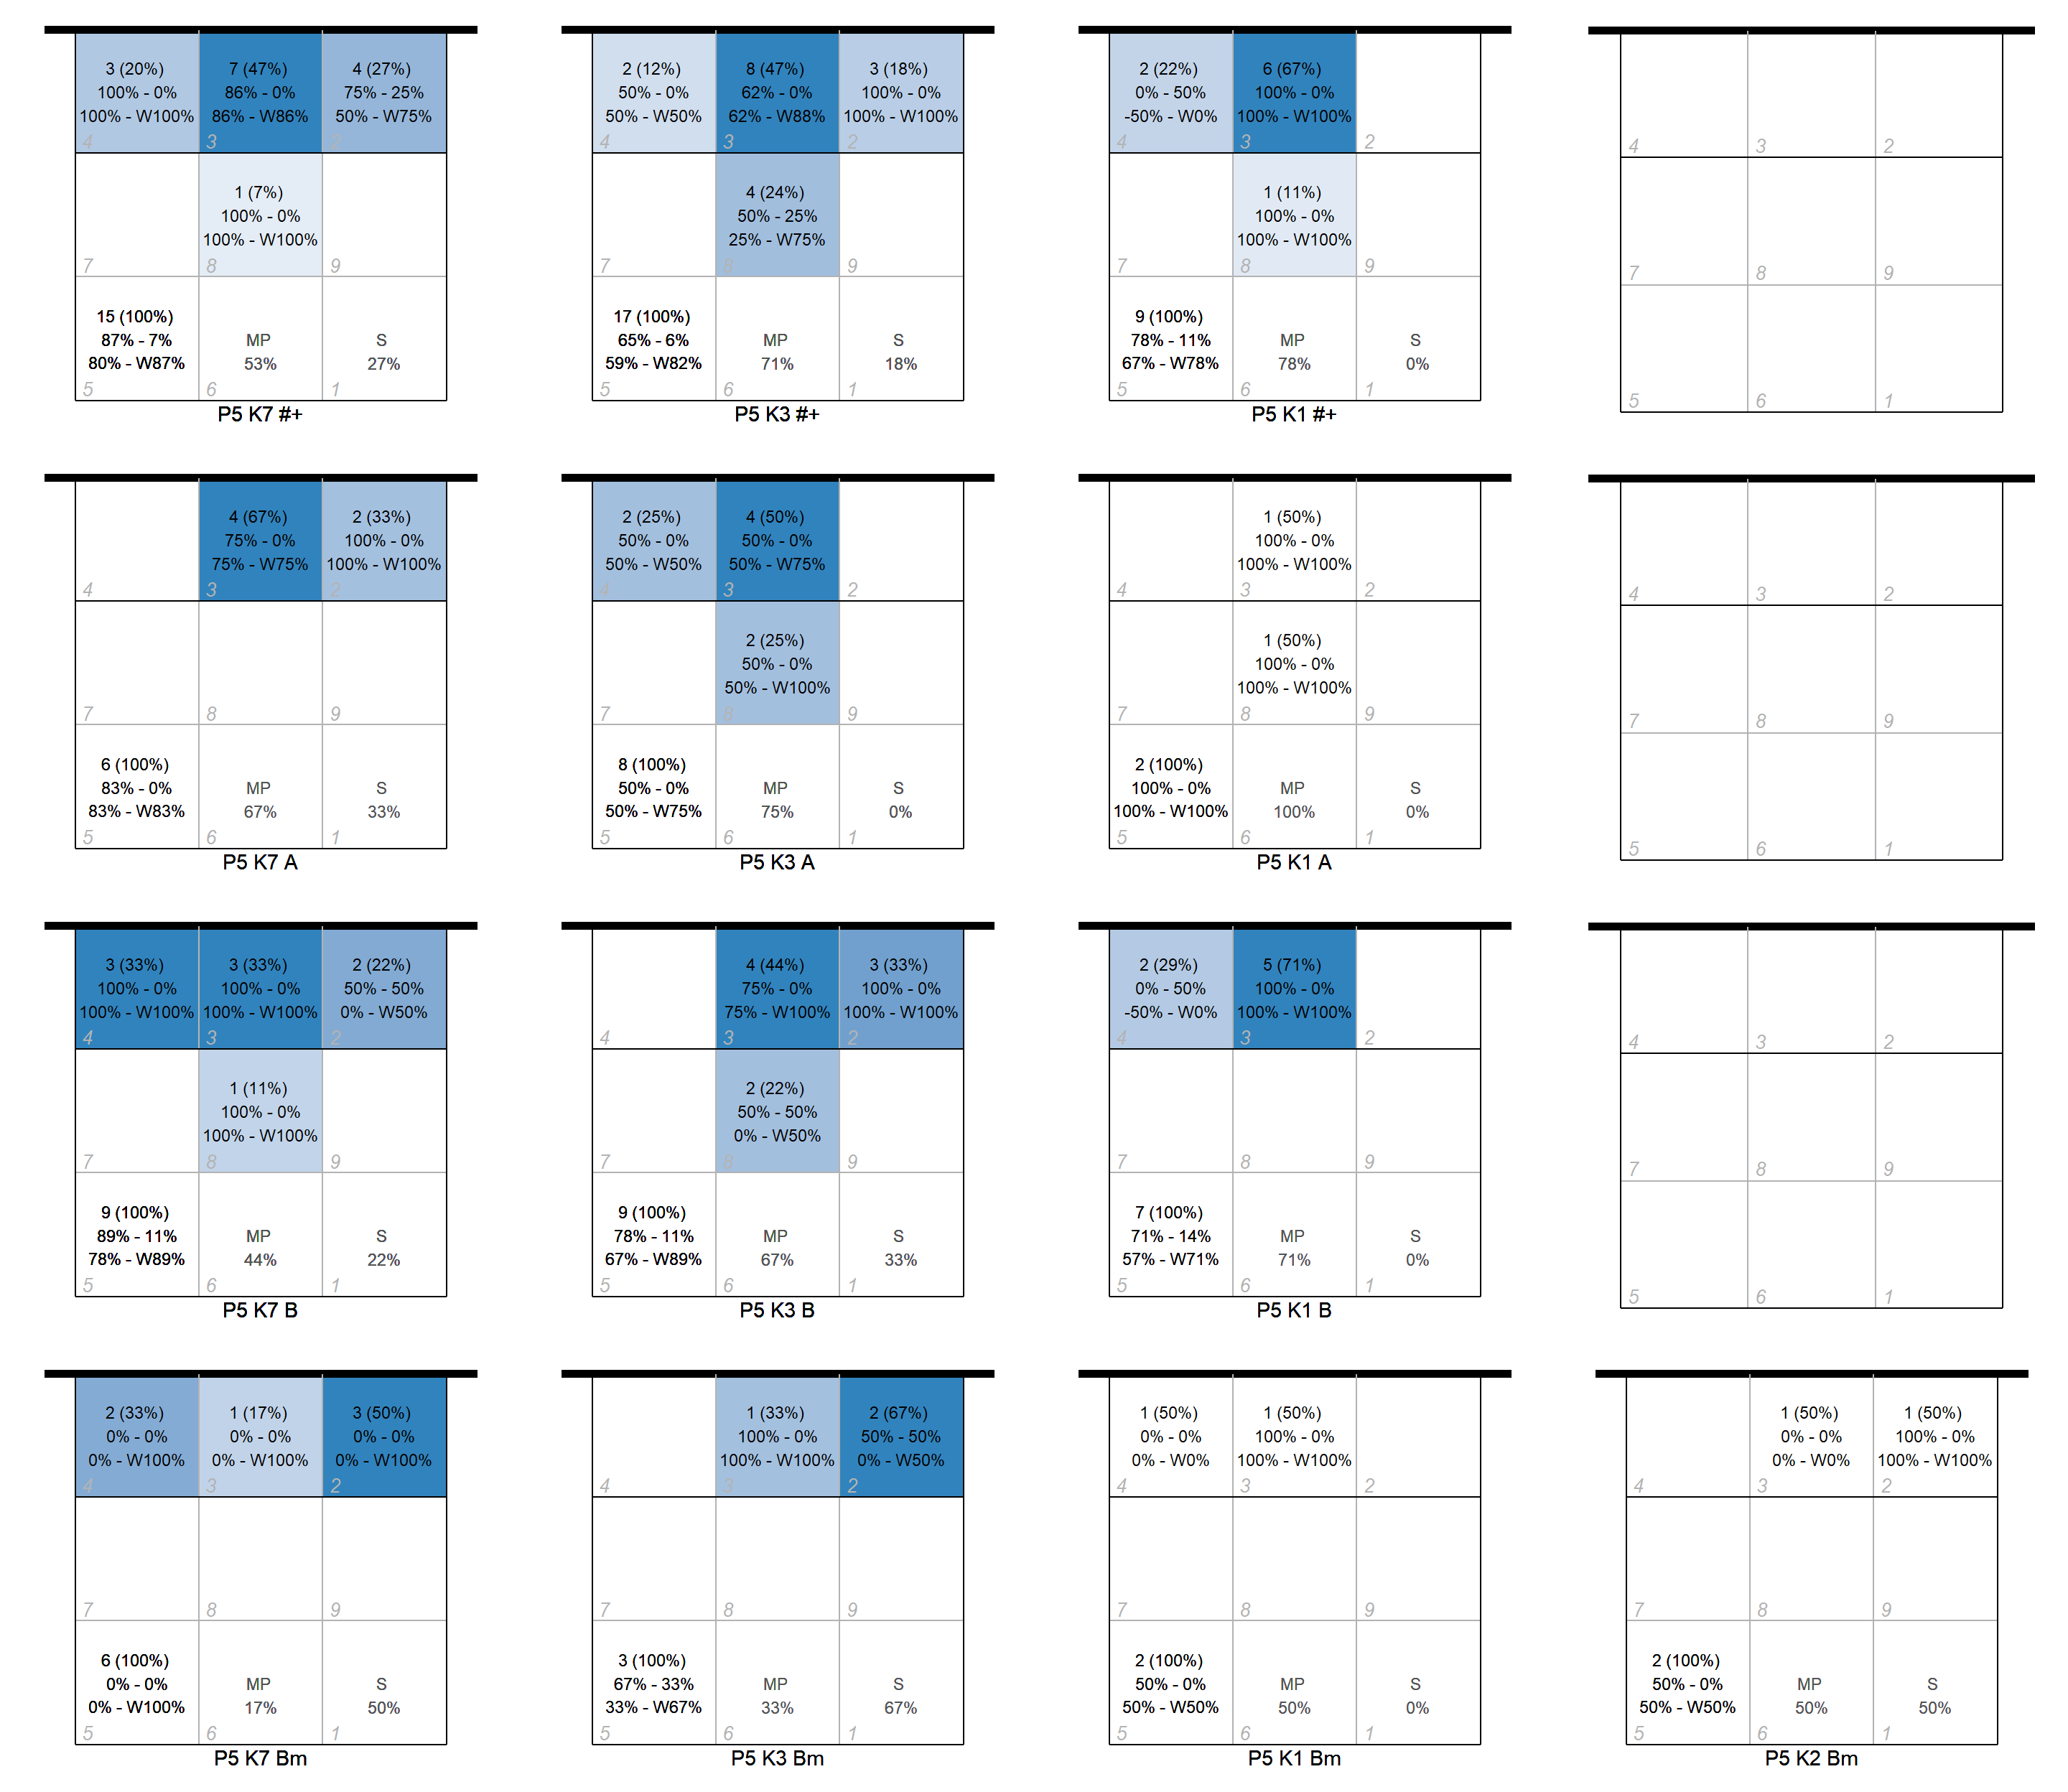 3 (20%)
100% - 0%
100% - W100%
4
7 (47%)
86% - 0%
86% - W86%
3
4 (27%)
75% - 25%
50% - W75%
2
7
1 (7%)
100% - 0%
100% - W100%
8
9
15 (100%)
87% - 7%
80% - W87%
5
MP
53%
6
S
27%
1
P5 K7 #+
2 (12%)
50% - 0%
50% - W50%
4
8 (47%)
62% - 0%
62% - W88%
3
3 (18%)
100% - 0%
100% - W100%
2
7
4 (24%)
50% - 25%
25% - W75%
8
9
17 (100%)
65% - 6%
59% - W82%
5
MP
71%
6
S
18%
1
P5 K3 #+
2 (22%)
0% - 50%
-50% - W0%
4
6 (67%)
100% - 0%
100% - W100%
3
2
7
1 (11%)
100% - 0%
100% - W100%
8
9
9 (100%)
78% - 11%
67% - W78%
5
MP
78%
6
S
0%
1
P5 K1 #+
4
3
2
7
8
9
5
6
1
4
4 (67%)
75% - 0%
75% - W75%
3
2 (33%)
100% - 0%
100% - W100%
2
7
8
9
6 (100%)
83% - 0%
83% - W83%
5
MP
67%
6
S
33%
1
P5 K7 A
2 (25%)
50% - 0%
50% - W50%
4
4 (50%)
50% - 0%
50% - W75%
3
2
7
2 (25%)
50% - 0%
50% - W100%
8
9
8 (100%)
50% - 0%
50% - W75%
5
MP
75%
6
S
0%
1
P5 K3 A
4
1 (50%)
100% - 0%
100% - W100%
3
2
7
1 (50%)
100% - 0%
100% - W100%
8
9
2 (100%)
100% - 0%
100% - W100%
5
MP
100%
6
S
0%
1
P5 K1 A
4
3
2
7
8
9
5
6
1
3 (33%)
100% - 0%
100% - W100%
4
3 (33%)
100% - 0%
100% - W100%
3
2 (22%)
50% - 50%
0% - W50%
2
7
1 (11%)
100% - 0%
100% - W100%
8
9
9 (100%)
89% - 11%
78% - W89%
5
MP
44%
6
S
22%
1
P5 K7 B
4
4 (44%)
75% - 0%
75% - W100%
3
3 (33%)
100% - 0%
100% - W100%
2
7
2 (22%)
50% - 50%
0% - W50%
8
9
9 (100%)
78% - 11%
67% - W89%
5
MP
67%
6
S
33%
1
P5 K3 B
2 (29%)
0% - 50%
-50% - W0%
4
5 (71%)
100% - 0%
100% - W100%
3
2
7
8
9
7 (100%)
71% - 14%
57% - W71%
5
MP
71%
6
S
0%
1
P5 K1 B
4
3
2
7
8
9
5
6
1
2 (33%)
0% - 0%
0% - W100%
4
1 (17%)
0% - 0%
0% - W100%
3
3 (50%)
0% - 0%
0% - W100%
2
7
8
9
6 (100%)
0% - 0%
0% - W100%
5
MP
17%
6
S
50%
1
P5 K7 Bm
4
1 (33%)
100% - 0%
100% - W100%
3
2 (67%)
50% - 50%
0% - W50%
2
7
8
9
3 (100%)
67% - 33%
33% - W67%
5
MP
33%
6
S
67%
1
P5 K3 Bm
1 (50%)
0% - 0%
0% - W0%
4
1 (50%)
100% - 0%
100% - W100%
3
2
7
8
9
2 (100%)
50% - 0%
50% - W50%
5
MP
50%
6
S
0%
1
P5 K1 Bm
4
1 (50%)
0% - 0%
0% - W0%
3
1 (50%)
100% - 0%
100% - W100%
2
7
8
9
2 (100%)
50% - 0%
50% - W50%
5
MP
50%
6
S
50%
1
P5 K2 Bm